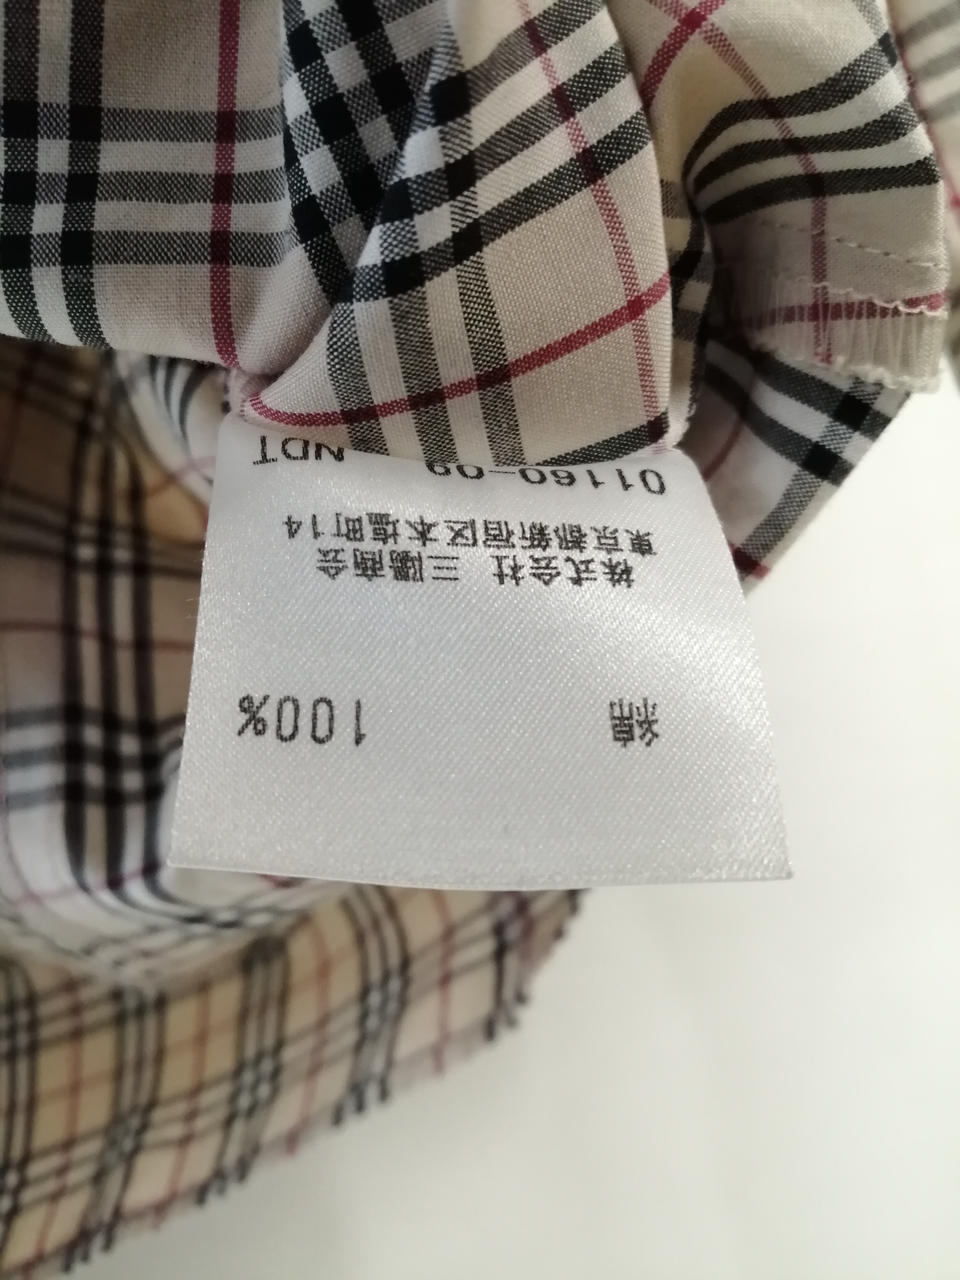 綿 100%
株式会社 三陽商会
東京都新宿区本塩町14
01160-09 NDT